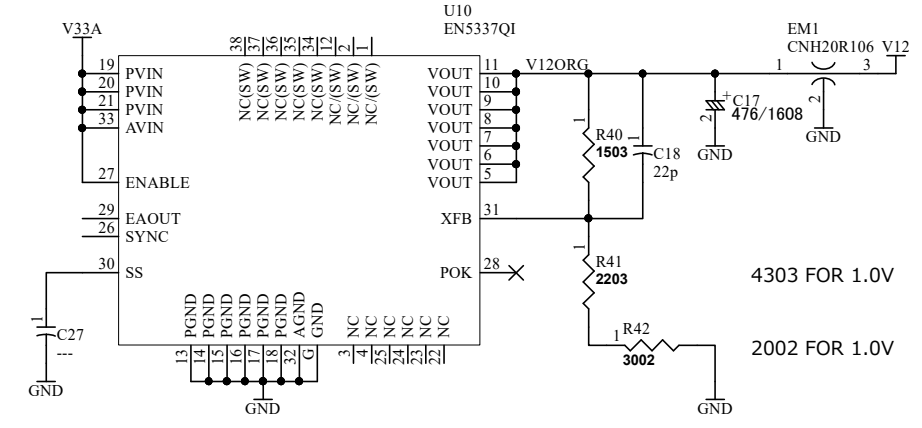 U10
EN5337QI
V33A
EM1
CNH20R106
V12
38
37
36
35
34
12
2
1
NC(SW)
NC(SW)
NC(SW)
NC(SW)
NC(SW)
NC/(SW)
NC/(SW)
NC/(SW)
19 PVIN
20 PVIN
21 PVIN
33 AVIN
27 ENABLE
29 EAOUT
26 SYNC
30 SS
VOUT 11
VOUT 10
VOUT 9
VOUT 8
VOUT 7
VOUT 6
VOUT 5
XFB 31
POK 28
V12ORG
1
R40
1503
1
C18
22p
+
C17
2
476/1608
GND
1
3
2
GND
1
R41
2203
4303 FOR 1.0V
1
R42
3002
2002 FOR 1.0V
GND
1
C27
---
GND
PGND
PGND
PGND
PGND
PGND
PGND
AGND
GND
13
14
15
16
17
18
32
G
GND
NC
NC
NC
NC
NC
NC
3
4
25
24
23
22